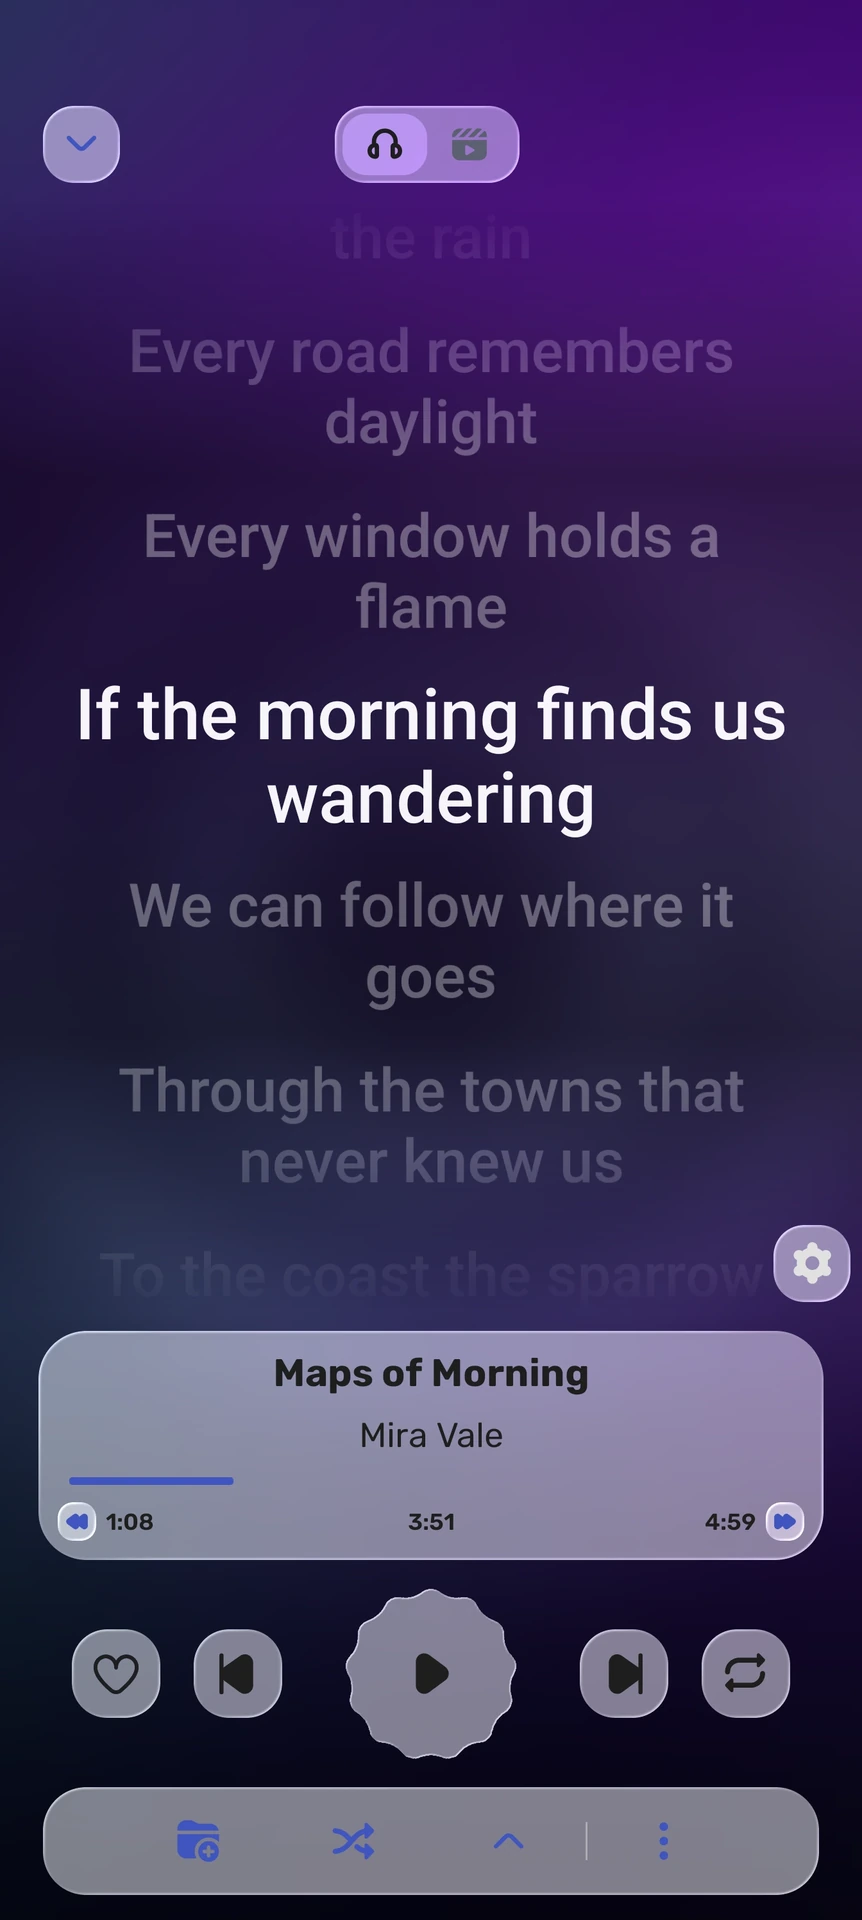 the rain
Every road remembers
daylight
Every window holds a
flame
If the morning finds us
wandering
We can follow where it
goes
Through the towns that
never knew us
To the coast the sparrow
Maps of Morning
Mira Vale
1:08 3:51 4:59